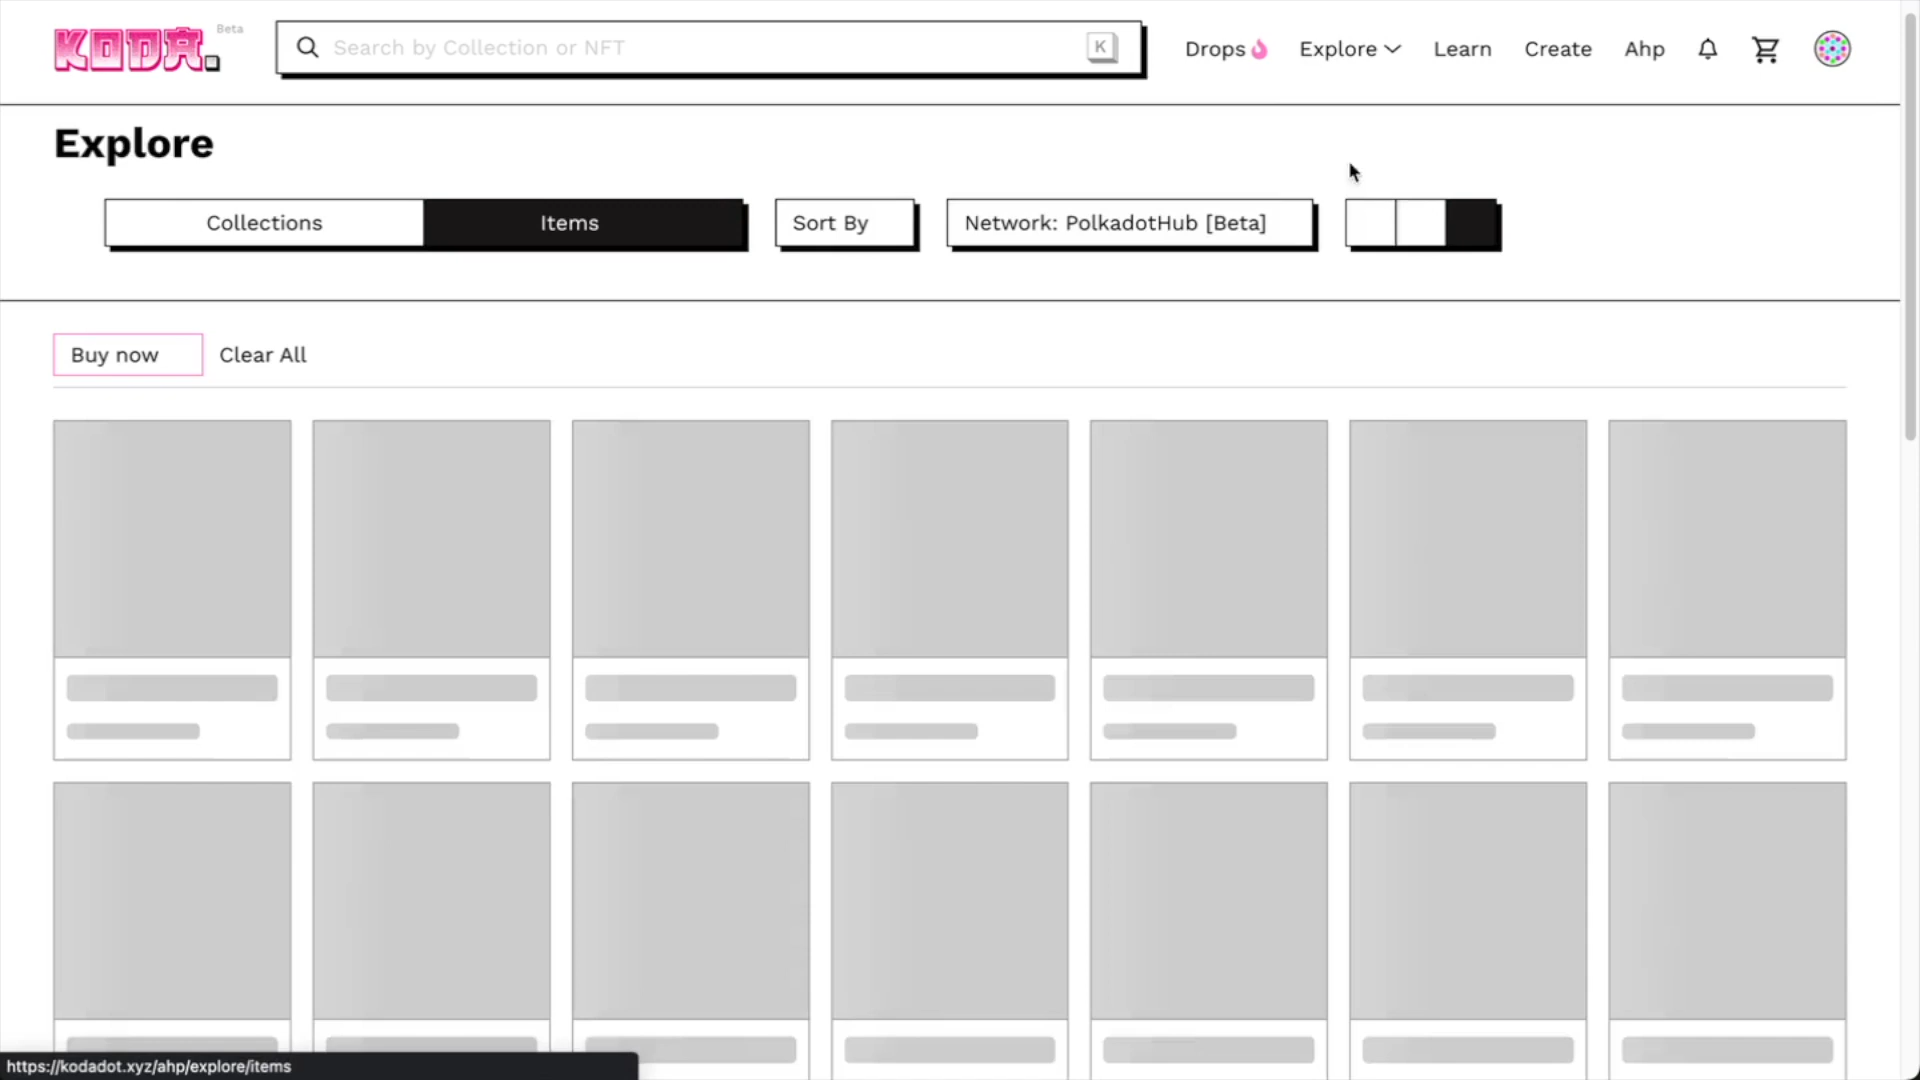 KODA.
Beta
Search by Collection or NFT
K
Drops
Explore
Learn
Create
Ahp
Explore
Collections
Items
Sort By
Network: PolkadotHub [Beta]
Buy now
Clear All
https://kodadot.xyz/ahp/explore/items